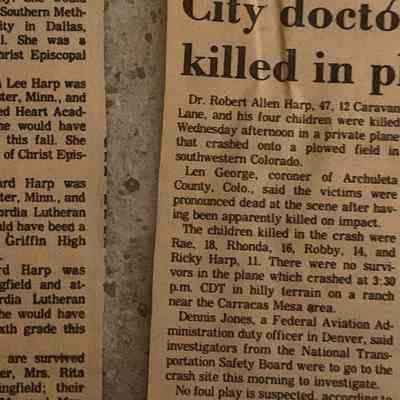 Southern Meth-
ity in Dallas,
She was a
hrist Episcopal
Lee Harp was
ster, Minn., and
ed Heart Acad-
he would have
this fall. She
of Christ Epis-
ard Harp was
ster, Minn., and
ordia Lutheran
uld have been a
Griffin High
rd Harp was
gfield and at-
rdia Lutheran
he would have
xth grade this
are survived
er, Mrs. Rita
ngfield; their
City docto
killed in pl
Dr. Robert Allen Harp, 47, 12 Caravan
Lane, and his four children were killed
Wednesday afternoon in a private plane
that crashed onto a plowed field in
southwestern Colorado.
Len George, coroner of Archuleta
County, Colo., said the victims were
pronounced dead at the scene after hav-
ing been apparently killed on impact.
The children killed in the crash were
Rae, 18, Rhonda, 16, Robby, 14, and
Ricky Harp, 11. There were no survi-
vors in the plane which crashed at 3:30
p.m. CDT in hilly terrain on a ranch
near the Carracas Mesa area.
Dennis Jones, a Federal Aviation Ad-
ministration duty officer in Denver, said
investigators from the National Trans-
portation Safety Board were to go to the
crash site this morning to investigate.
No foul play is suspected, according to